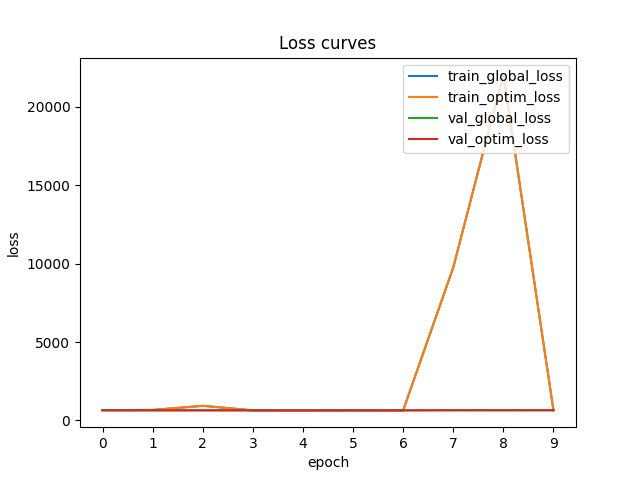 Loss curves
train_global_loss
train_optim_loss
val_global_loss
val_optim_loss
20000
15000
10000
5000
0
loss
0 1 2 3 4 5 6 7 8 9
epoch